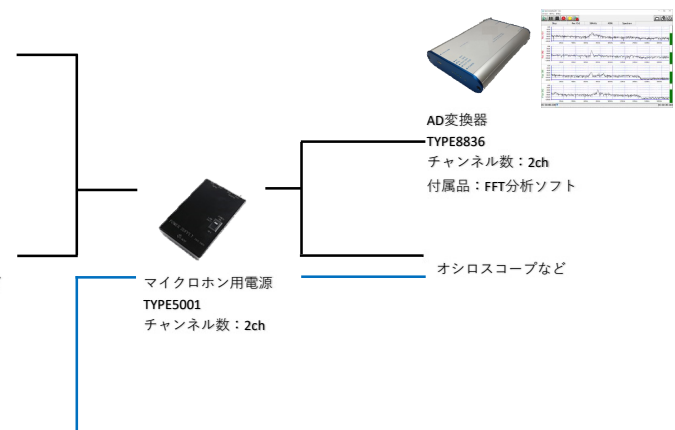 AD変換器
TYPE8836
チャンネル数：2ch
付属品：FFT分析ソフト
オシロスコープなど
マイクロホン用電源
TYPE5001
チャンネル数：2ch